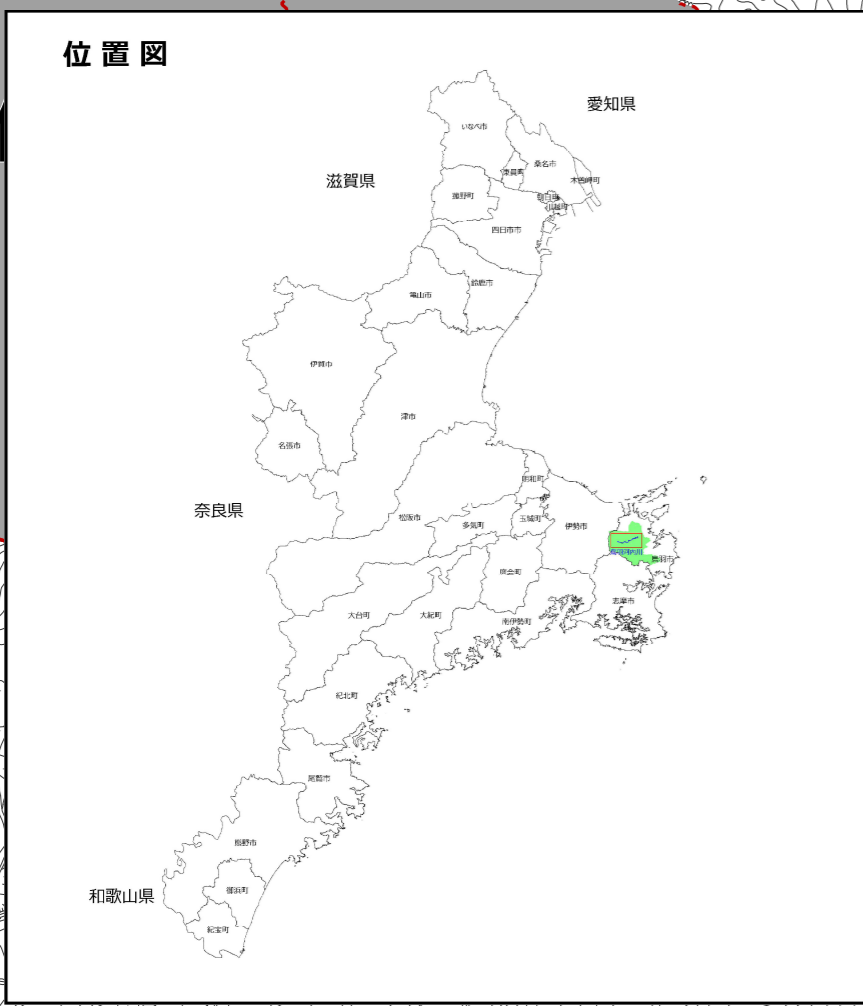 位置図
愛知県
いなべ市
桑名市
東員町
滋賀県
木曽岬町
菰野町
朝日町
川越町
四日市市
鈴鹿市
亀山市
伊賀市
津市
名張市
明和町
奈良県
松阪市
玉城町
多気町
伊勢市
鳥羽市
度会町
志摩市
大台町
大紀町
南伊勢町
紀北町
尾鷲市
熊野市
御浜町
和歌山県
紀宝町